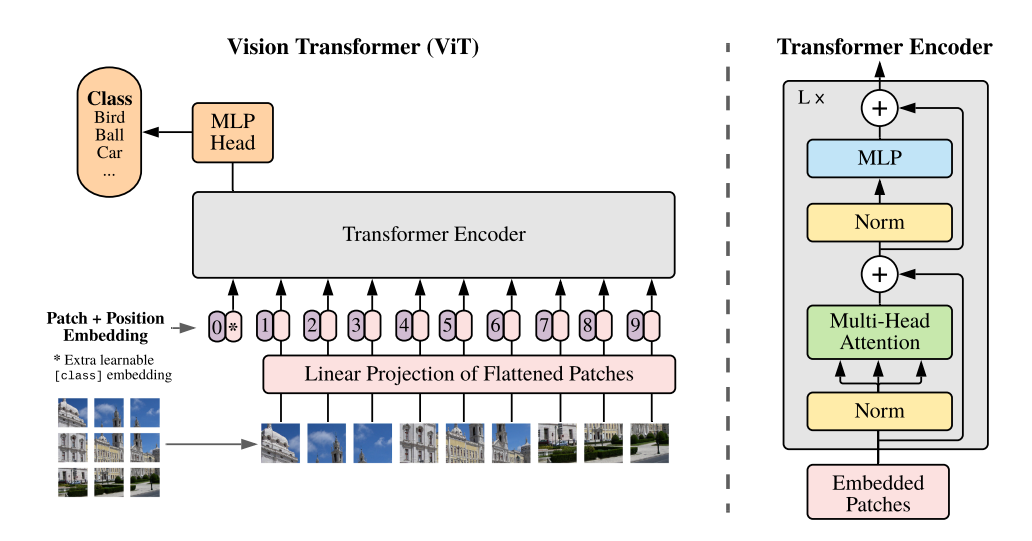 Vision Transformer (ViT)
Class
Bird
Ball
Car
...
MLP
Head
Transformer Encoder
Patch + Position
Embedding
0 * 1 2 3 4 5 6 7 8 9
* Extra learnable
[class] embedding
Linear Projection of Flattened Patches
Transformer Encoder
L x
+
MLP
Norm
+
Multi-Head
Attention
Norm
Embedded
Patches